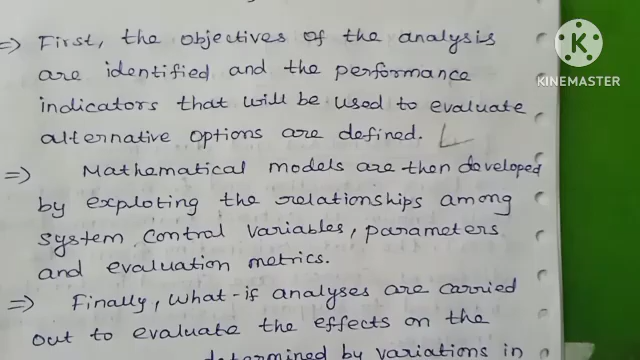 => First, the objectives of the analysis
are identified and the performance
indicators that will be used to evaluate
alternative options are defined.
=> Mathematical models are then developed
by exploting the relationships among
system control variables, parameters
and evaluation metrics.
=> Finally, what-if analyses are carried
out to evaluate the effects on the
determined by variations in
K
KINEMASTER